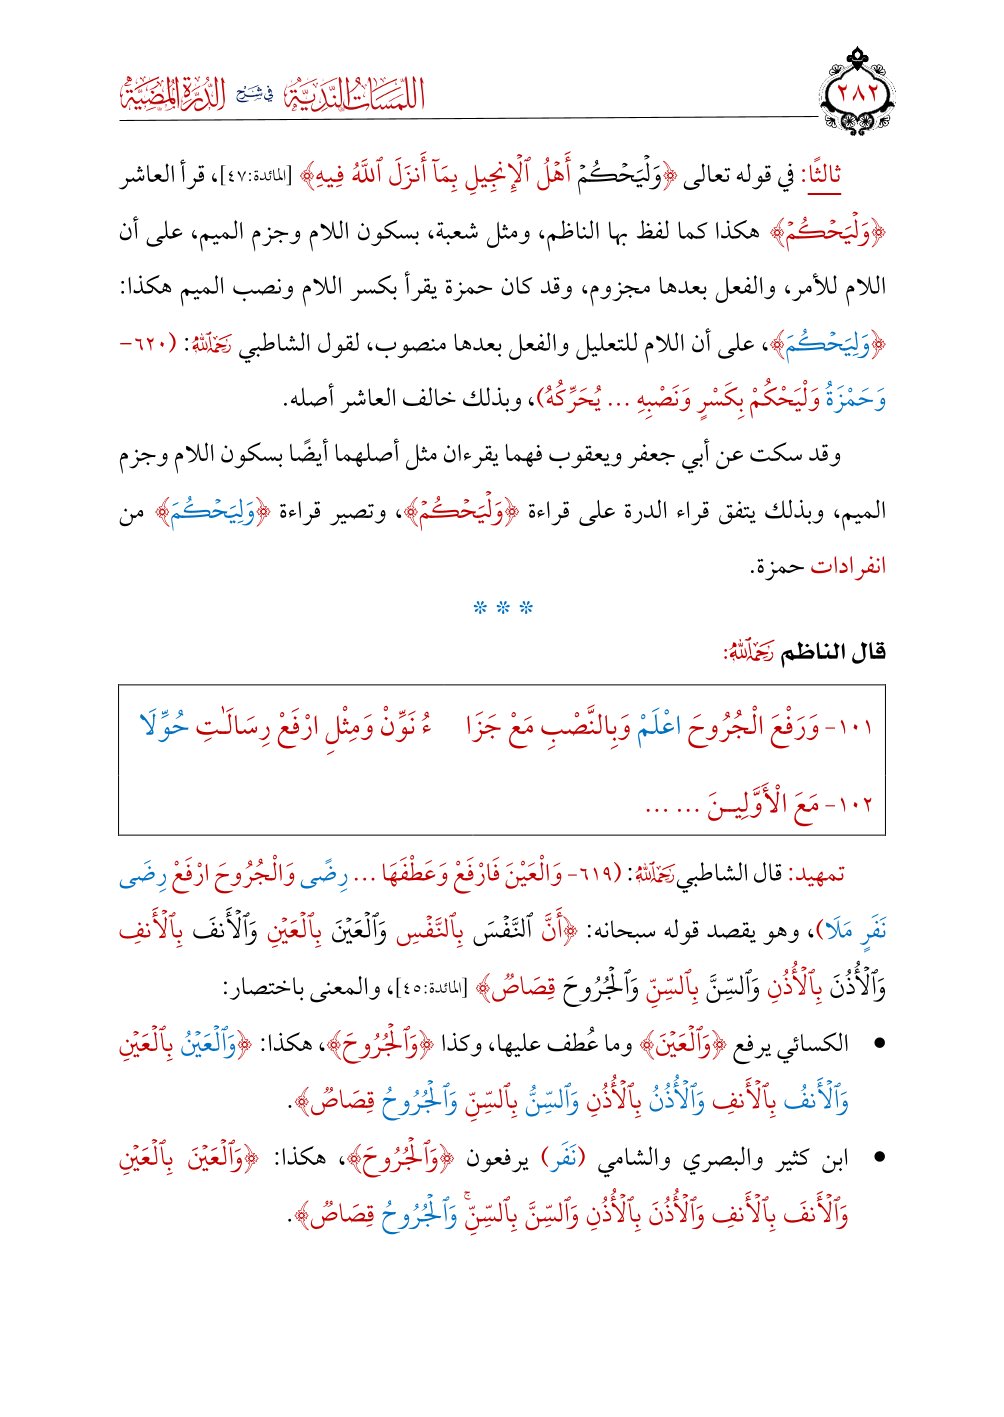 اللمسات الندية في شرح الدرة المضية
٢٨٢
ثالثًا: في قوله تعالى ﴿وَلۡيَحۡكُمۡ أَهۡلُ ٱلۡإِنجِيلِ بِمَآ أَنزَلَ ٱللَّهُ فِيهِ﴾ [المائدة:٤٧]، قرأ العاشر
﴿وَلۡيَحۡكُمۡ﴾ هكذا كما لفظ بها الناظم، ومثل شعبة، بسكون اللام وجزم الميم، على أن
اللام للأمر، والفعل بعدها مجزوم، وقد كان حمزة يقرأ بكسر اللام ونصب الميم هكذا:
﴿وَلِيَحۡكُمَ﴾، على أن اللام للتعليل والفعل بعدها منصوب، لقول الشاطبي رَحِمَهُ ٱللَّهُ: (٦٢٠-
وَحَمْزَةُ وَلْيَحْكُمْ بِكَسْرٍ وَنَصْبِهِ ... يُحَرِّكُهُ)، وبذلك خالف العاشر أصله.
وقد سكت عن أبي جعفر ويعقوب فهما يقرءان مثل أصلهما أيضًا بسكون اللام وجزم
الميم، وبذلك يتفق قراء الدرة على قراءة ﴿وَلۡيَحۡكُمۡ﴾، وتصير قراءة ﴿وَلِيَحۡكُمَ﴾ من
انفرادات حمزة.
* * *
قال الناظم رَحِمَهُ ٱللَّهُ:
١٠١- وَرَفْعَ الْجُرُوحَ اعْلَمْ وَبِالنَّصْبِ مَعْ جَزَا ءُ نَوِّنْ وَمِثْلِ ارْفَعْ رِسَالَـٰتِ حُوِّلَا
١٠٢- مَعَ الْأَوَّلِيـنَ ... ...
تمهيد: قال الشاطبي رَحِمَهُ ٱللَّهُ: (٦١٩- وَالْعَيْنَ فَارْفَعْ وَعَطْفَهَا ... رِضًى وَالْجُرُوحَ ارْفَعْ رِضَى
نَفَرٍ مَلَا)، وهو يقصد قوله سبحانه: ﴿أَنَّ ٱلنَّفۡسَ بِٱلنَّفۡسِ وَٱلۡعَيۡنَ بِٱلۡعَيۡنِ وَٱلۡأَنفَ بِٱلۡأَنفِ
وَٱلۡأُذُنَ بِٱلۡأُذُنِ وَٱلسِّنَّ بِٱلسِّنِّ وَٱلۡجُرُوحَ قِصَاصٞ﴾ [المائدة:٤٥]، والمعنى باختصار:
● الكسائي يرفع ﴿وَٱلۡعَيۡنَ﴾ وما عُطف عليها، وكذا ﴿وَٱلۡجُرُوحَ﴾، هكذا: ﴿وَٱلۡعَيۡنُ بِٱلۡعَيۡنِ
وَٱلۡأَنفُ بِٱلۡأَنفِ وَٱلۡأُذُنُ بِٱلۡأُذُنِ وَٱلسِّنُّ بِٱلسِّنِّ وَٱلۡجُرُوحُ قِصَاصٞ﴾.
● ابن كثير والبصري والشامي (نَفَر) يرفعون ﴿وَٱلۡجُرُوحَ﴾، هكذا: ﴿وَٱلۡعَيۡنَ بِٱلۡعَيۡنِ
وَٱلۡأَنفَ بِٱلۡأَنفِ وَٱلۡأُذُنَ بِٱلۡأُذُنِ وَٱلسِّنَّ بِٱلسِّنِّۚ وَٱلۡجُرُوحُ قِصَاصٞ﴾.